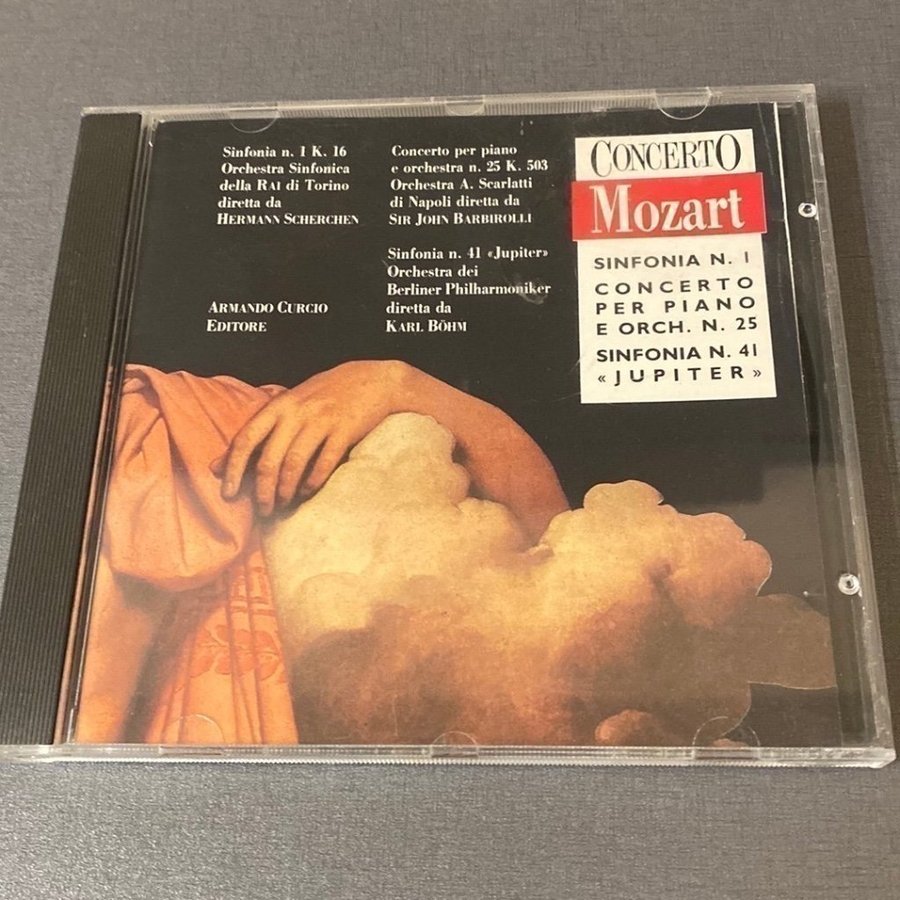 Sinfonia n. 1 K. 16
Orchestra Sinfonica
della RAI di Torino
diretta da
HERMANN SCHERCHEN
Concerto per piano
e orchestra n. 25 K. 503
Orchestra A. Scarlatti
di Napoli diretta da
SIR JOHN BARBIROLLI
Sinfonia n. 41 «Jupiter»
Orchestra dei
Berliner Philharmoniker
diretta da
KARL BÖHM
ARMANDO CURCIO
EDITORE
CONCERTO
Mozart
SINFONIA N. 1
CONCERTO
PER PIANO
E ORCH. N. 25
SINFONIA N. 41
«JUPITER»